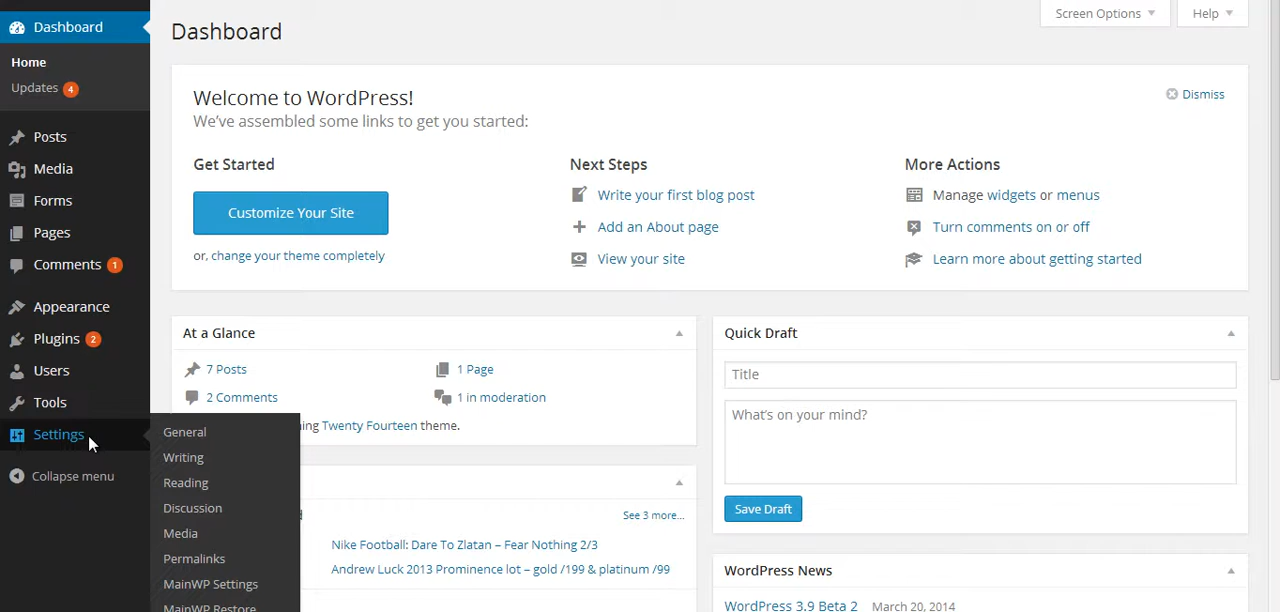 Dashboard
Home
Updates 4
Posts
Media
Forms
Pages
Comments 1
Appearance
Plugins 2
Users
Tools
Settings
Collapse menu
General
Writing
Reading
Discussion
Media
Permalinks
MainWP Settings
MainWP Restore
Screen Options
Help
Dashboard
Welcome to WordPress!
We've assembled some links to get you started:
Dismiss
Get Started
Customize Your Site
or, change your theme completely
Next Steps
Write your first blog post
Add an About page
View your site
More Actions
Manage widgets or menus
Turn comments on or off
Learn more about getting started
At a Glance
7 Posts
1 Page
2 Comments
1 in moderation
Twenty Fourteen theme.
See 3 more...
Nike Football: Dare To Zlatan – Fear Nothing 2/3
Andrew Luck 2013 Prominence lot – gold /199 & platinum /99
Quick Draft
Title
What's on your mind?
Save Draft
WordPress News
WordPress 3.9 Beta 2 March 20, 2014